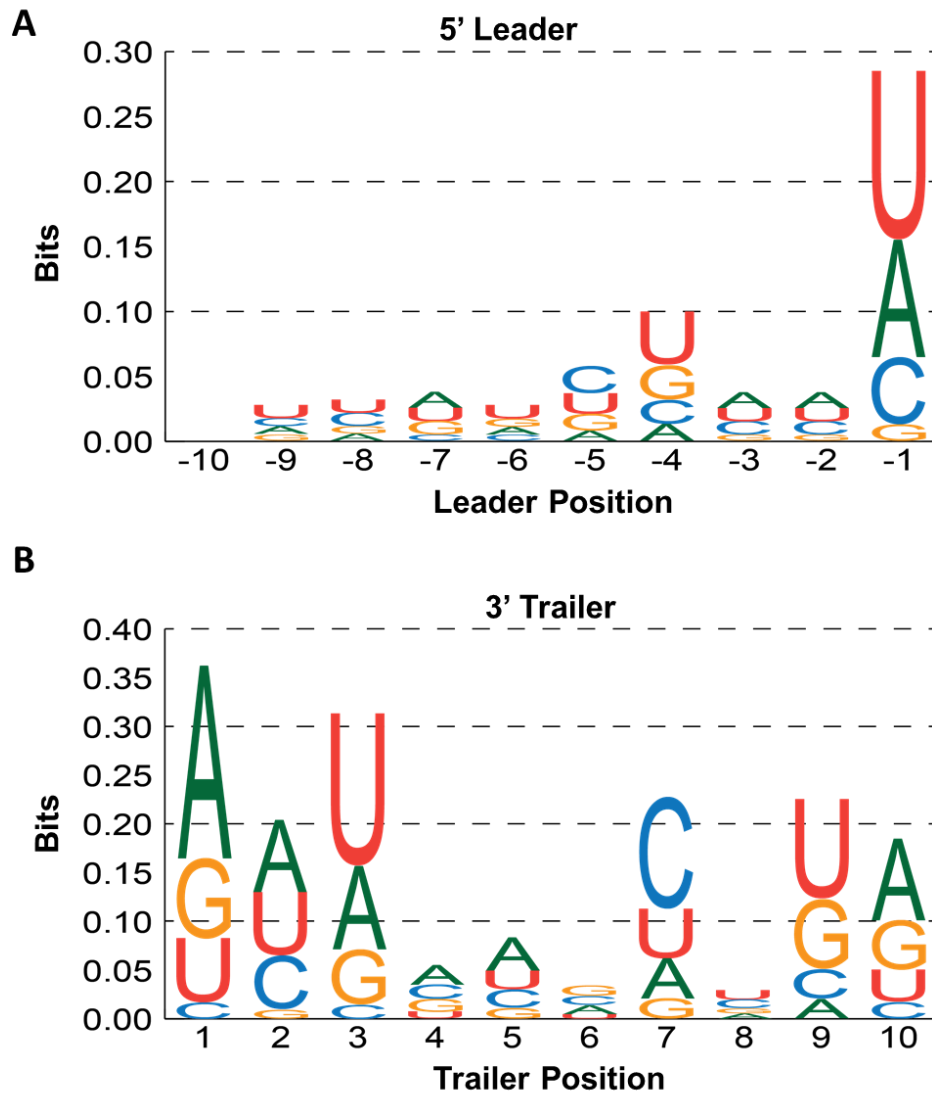 A
5' Leader
Bits
0.30
0.25
0.20
0.15
0.10
0.05
0.00
U
A
C
G
U U A U C U A A U
C C U G U G U U A
A G G A G C C C C
G A C C A A G G G
-10 -9 -8 -7 -6 -5 -4 -3 -2 -1
Leader Position
B
3' Trailer
Bits
0.40
0.35
0.30
0.25
0.20
0.15
0.10
0.05
0.00
A A U A A G C U U A
G U A C U C U C G G
U C G G C A A G C U
C G C U G U G A A C
1 2 3 4 5 6 7 8 9 10
Trailer Position